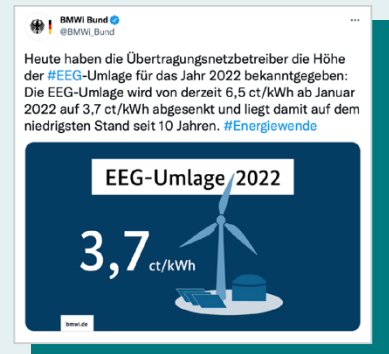 BMWi Bund
@BMWi_Bund
Heute haben die Übertragungsnetzbetreiber die Höhe
der #EEG-Umlage für das Jahr 2022 bekanntgegeben:
Die EEG-Umlage wird von derzeit 6,5 ct/kWh ab Januar
2022 auf 3,7 ct/kWh abgesenkt und liegt damit auf dem
niedrigsten Stand seit 10 Jahren. #Energiewende
EEG-Umlage 2022
3,7 ct/kWh
bmwi.de